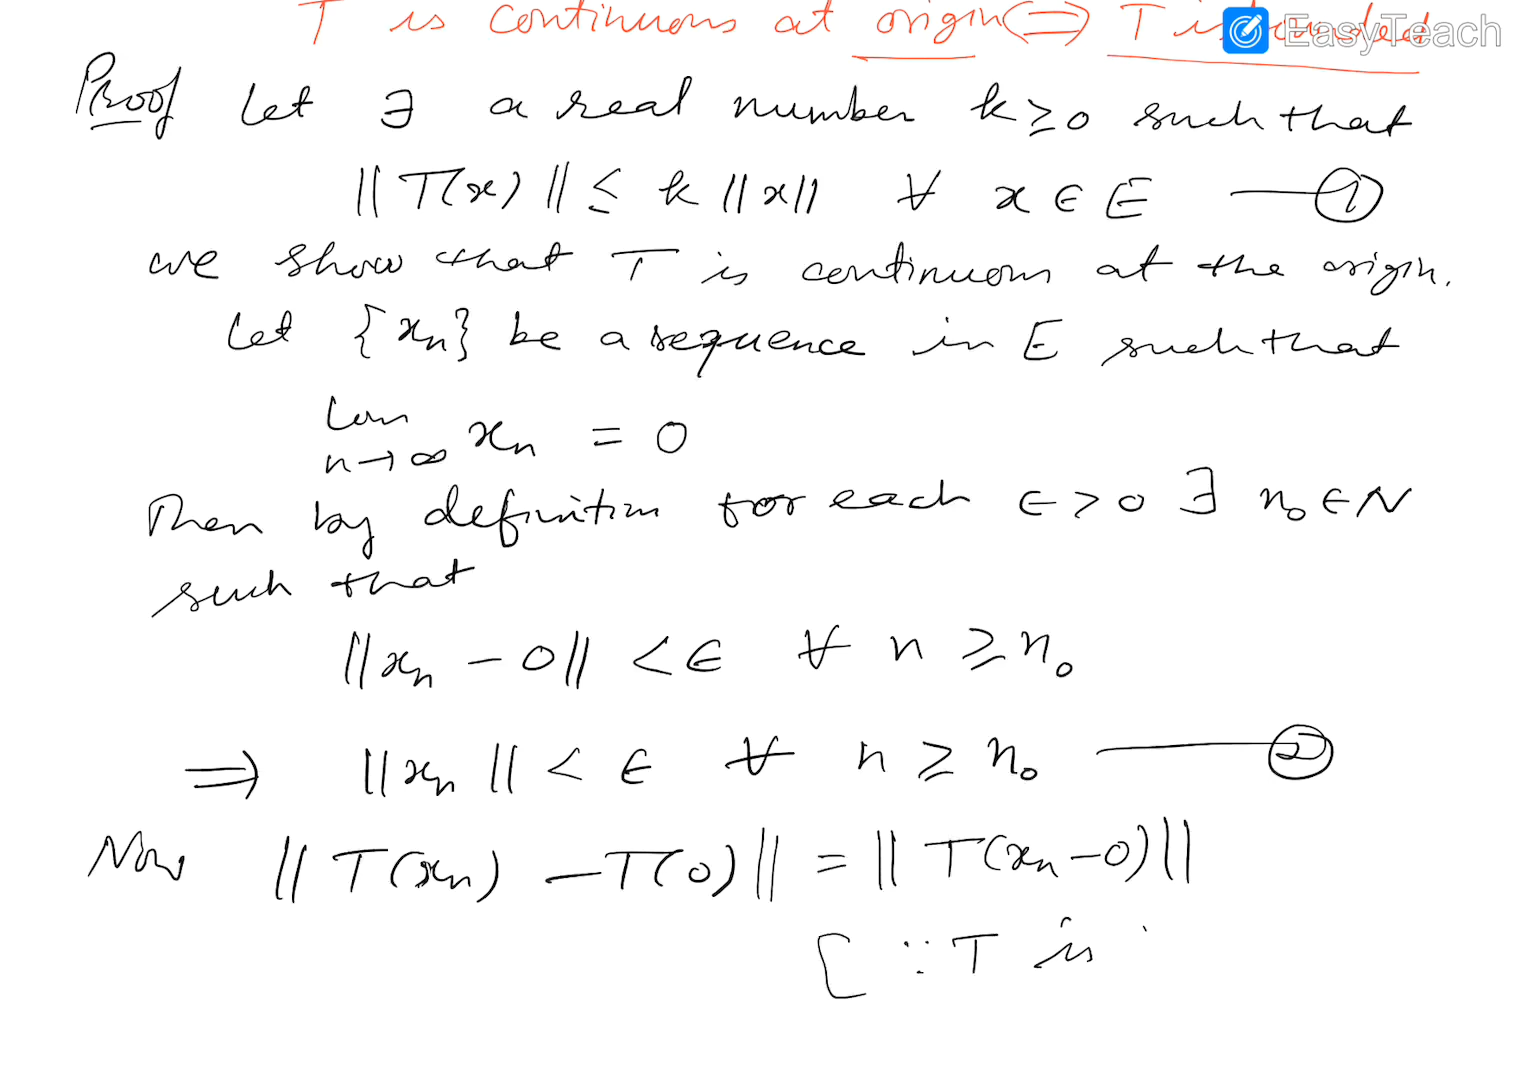 T is continuous at origin ⟺ T is bounded
EasyTeach
Proof Let ∃ a real number k ≥ 0 such that
||T(x)|| ≤ k ||x|| ∀ x ∈ E —— ①
we show that T is continuous at the origin.
Let {xₙ} be a sequence in E such that
lim
n→∞ xₙ = 0
Then by definition for each ∈ > 0 ∃ n₀ ∈ N
such that
||xₙ − 0|| < ∈ ∀ n ≥ n₀
⇒ ||xₙ|| < ∈ ∀ n ≥ n₀ —— ②
Now ||T(xₙ) − T(0)|| = ||T(xₙ − 0)||
[∵ T is